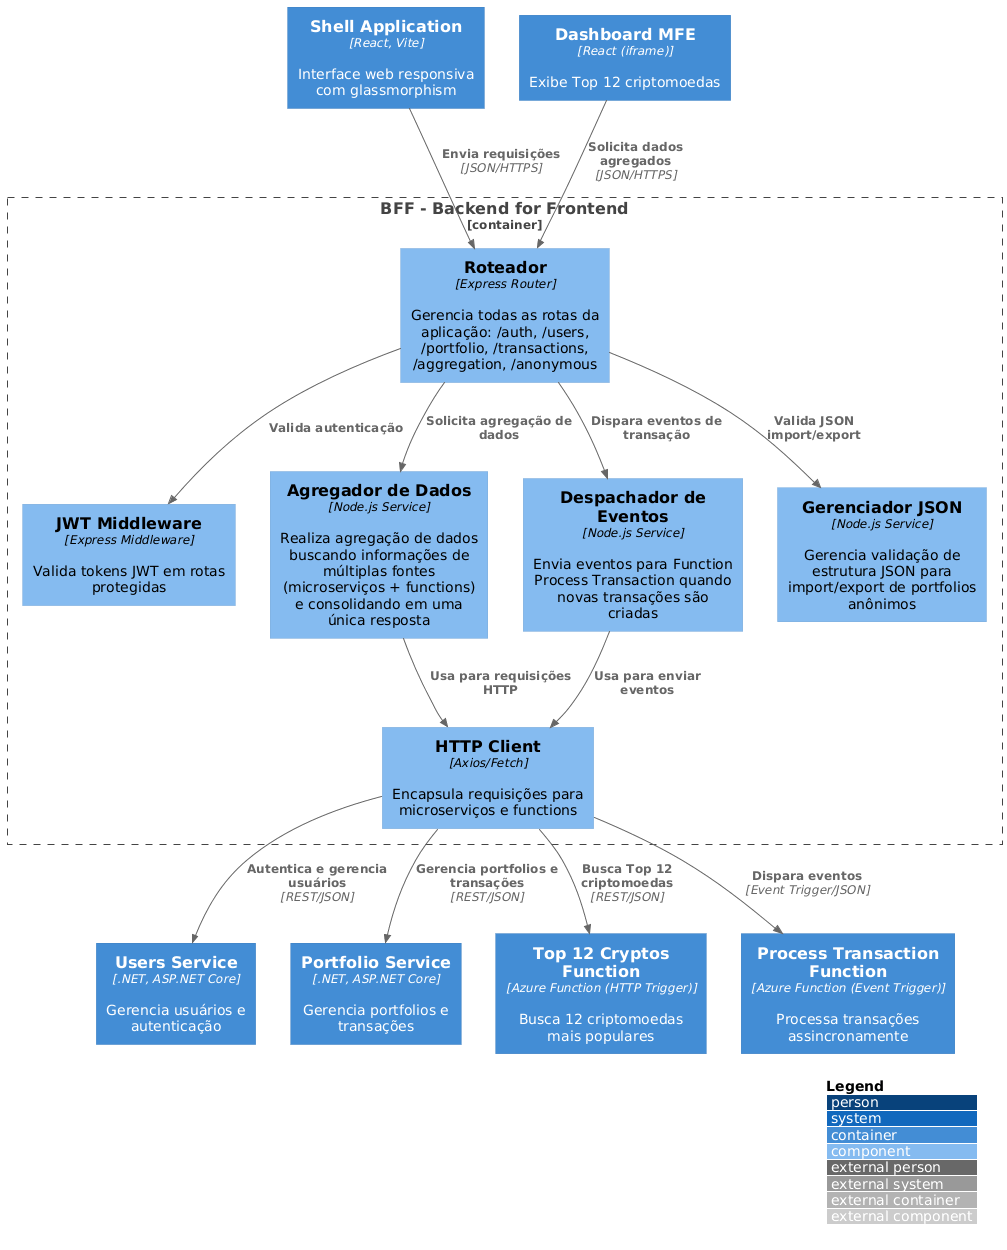 Shell Application
[React, Vite]
Interface web responsiva
com glassmorphism
Dashboard MFE
[React (iframe)]
Exibe Top 12 criptomoedas
Envia requisições
[JSON/HTTPS]
Solicita dados
agregados
[JSON/HTTPS]
BFF - Backend for Frontend
[container]
Roteador
[Express Router]
Gerencia todas as rotas da
aplicação: /auth, /users,
/portfolio, /transactions,
/aggregation, /anonymous
Valida autenticação
Solicita agregação de
dados
Dispara eventos de
transação
Valida JSON
import/export
JWT Middleware
[Express Middleware]
Valida tokens JWT em rotas
protegidas
Agregador de Dados
[Node.js Service]
Realiza agregação de dados
buscando informações de
múltiplas fontes
(microserviços + functions)
e consolidando em uma
única resposta
Despachador de
Eventos
[Node.js Service]
Envia eventos para Function
Process Transaction quando
novas transações são
criadas
Gerenciador JSON
[Node.js Service]
Gerencia validação de
estrutura JSON para
import/export de portfolios
anônimos
Usa para requisições
HTTP
Usa para enviar
eventos
HTTP Client
[Axios/Fetch]
Encapsula requisições para
microserviços e functions
Autentica e gerencia
usuários
[REST/JSON]
Gerencia portfolios e
transações
[REST/JSON]
Busca Top 12
criptomoedas
[REST/JSON]
Dispara eventos
[Event Trigger/JSON]
Users Service
[.NET, ASP.NET Core]
Gerencia usuários e
autenticação
Portfolio Service
[.NET, ASP.NET Core]
Gerencia portfolios e
transações
Top 12 Cryptos
Function
[Azure Function (HTTP Trigger)]
Busca 12 criptomoedas
mais populares
Process Transaction
Function
[Azure Function (Event Trigger)]
Processa transações
assincronamente
Legend
person
system
container
component
external person
external system
external container
external component